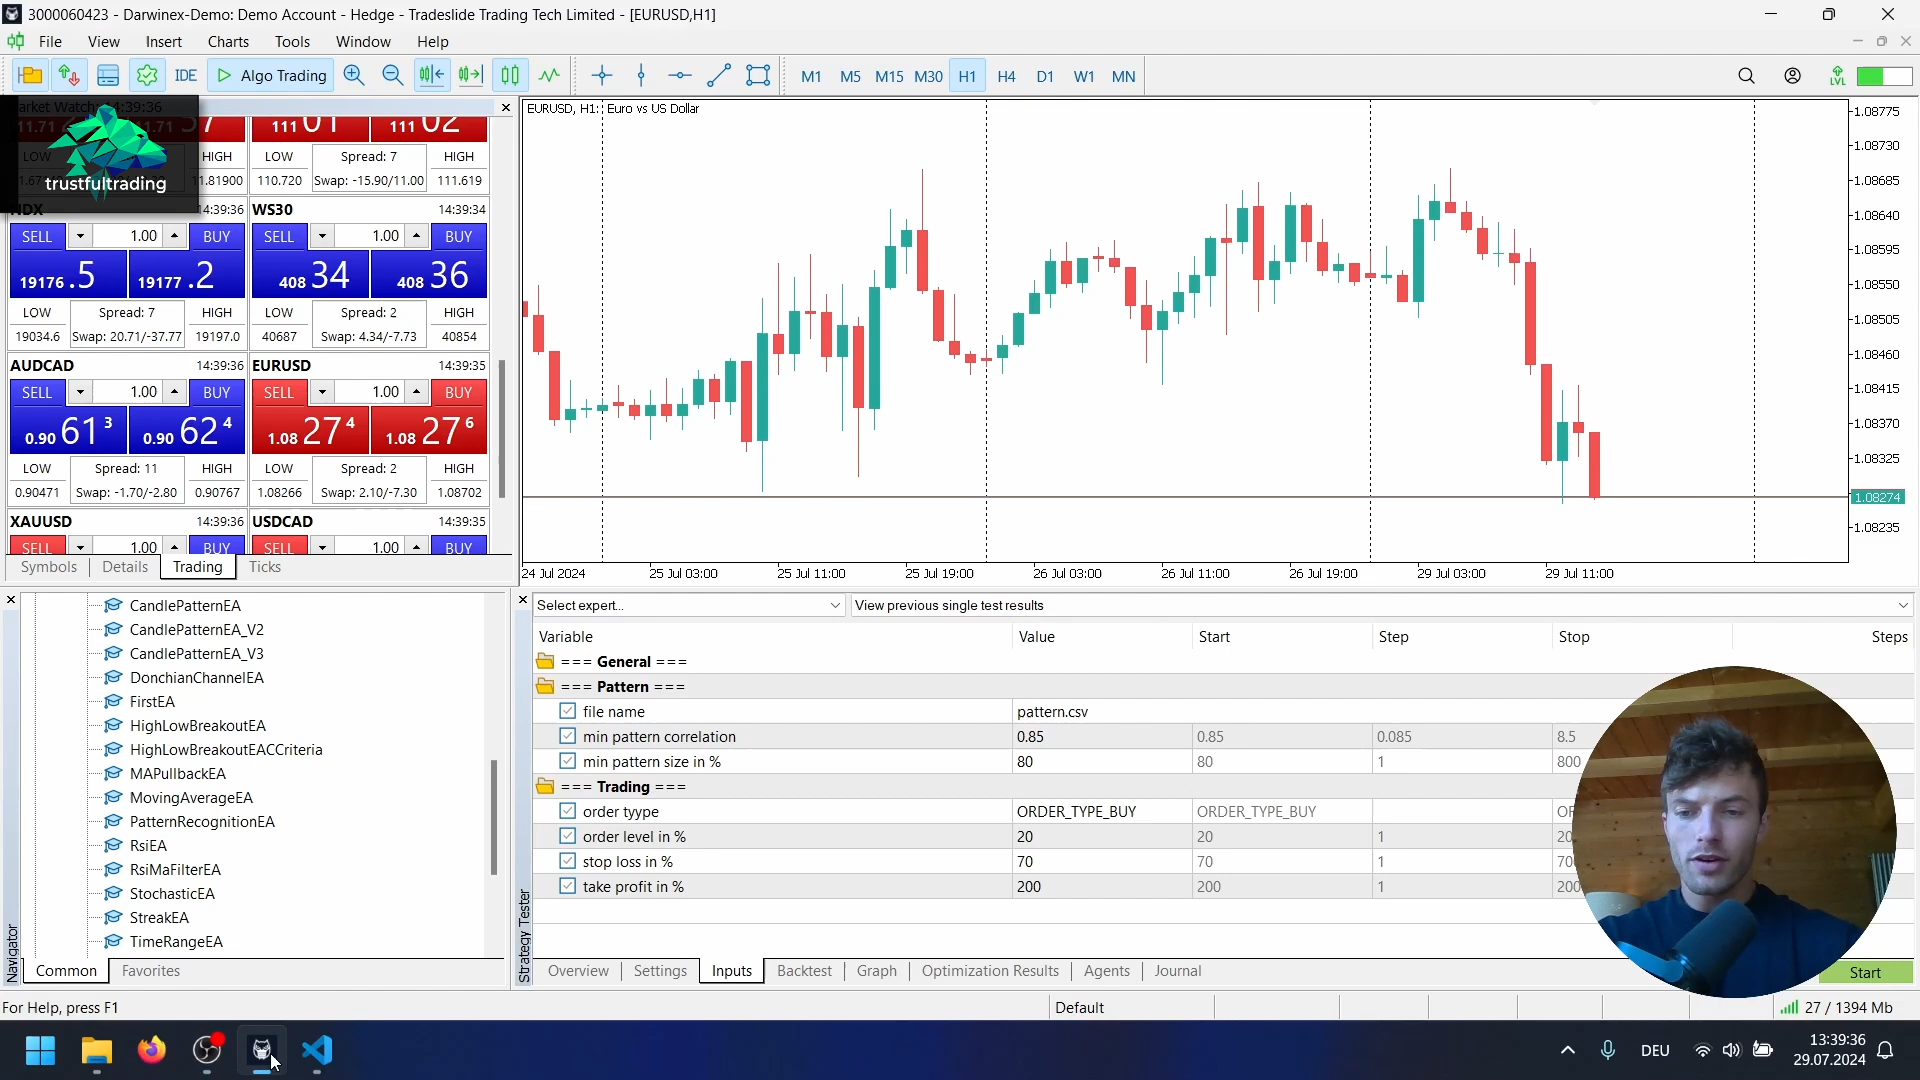 3000060423 - Darwinex-Demo: Demo Account - Hedge - Tradeslide Trading Tech Limited - [EURUSD,H1]
File View Insert Charts Tools Window Help
IDE Algo Trading M1 M5 M15 M30 H1 H4 D1 W1 MN LVL
Market Watch: 14:39:36
EURUSD, H1: Euro vs US Dollar
trustfultrading
111 01 111 02
LOW HIGH LOW Spread: 7 HIGH
11.81900 110.720 Swap: -15.90/11.00 111.619
NDX 14:39:36 WS30 14:39:34
SELL 1.00 BUY SELL 1.00 BUY
19176 .5 19177 .2 408 34 408 36
LOW Spread: 7 HIGH LOW Spread: 2 HIGH
19034.6 Swap: 20.71/-37.77 19197.0 40687 Swap: 4.34/-7.73 40854
AUDCAD 14:39:36 EURUSD 14:39:35
SELL 1.00 BUY SELL 1.00 BUY
0.90 61 3 0.90 62 4 1.08 27 4 1.08 27 6
LOW Spread: 11 HIGH LOW Spread: 2 HIGH
0.90471 Swap: -1.70/-2.80 0.90767 1.08266 Swap: 2.10/-7.30 1.08702
XAUUSD 14:39:36 USDCAD 14:39:35
SELL 1.00 BUY SELL 1.00 BUY
Symbols Details Trading Ticks
1.08775
1.08730
1.08685
1.08640
1.08595
1.08550
1.08505
1.08460
1.08415
1.08370
1.08325
1.08274
1.08235
24 Jul 2024 25 Jul 03:00 25 Jul 11:00 25 Jul 19:00 26 Jul 03:00 26 Jul 11:00 26 Jul 19:00 29 Jul 03:00 29 Jul 11:00
Navigator
CandlePatternEA
CandlePatternEA_V2
CandlePatternEA_V3
DonchianChannelEA
FirstEA
HighLowBreakoutEA
HighLowBreakoutEACCriteria
MAPullbackEA
MovingAverageEA
PatternRecognitionEA
RsiEA
RsiMaFilterEA
StochasticEA
StreakEA
TimeRangeEA
Common Favorites
Strategy Tester
Select expert... View previous single test results
Variable Value Start Step Stop Steps
=== General ===
=== Pattern ===
file name pattern.csv
min pattern correlation 0.85 0.85 0.085 8.5
min pattern size in % 80 80 1 800
=== Trading ===
order tyype ORDER_TYPE_BUY ORDER_TYPE_BUY
order level in % 20 20 1
stop loss in % 70 70 1
take profit in % 200 200 1
Overview Settings Inputs Backtest Graph Optimization Results Agents Journal Start
For Help, press F1 Default 27 / 1394 Mb
DEU 13:39:36
29.07.2024